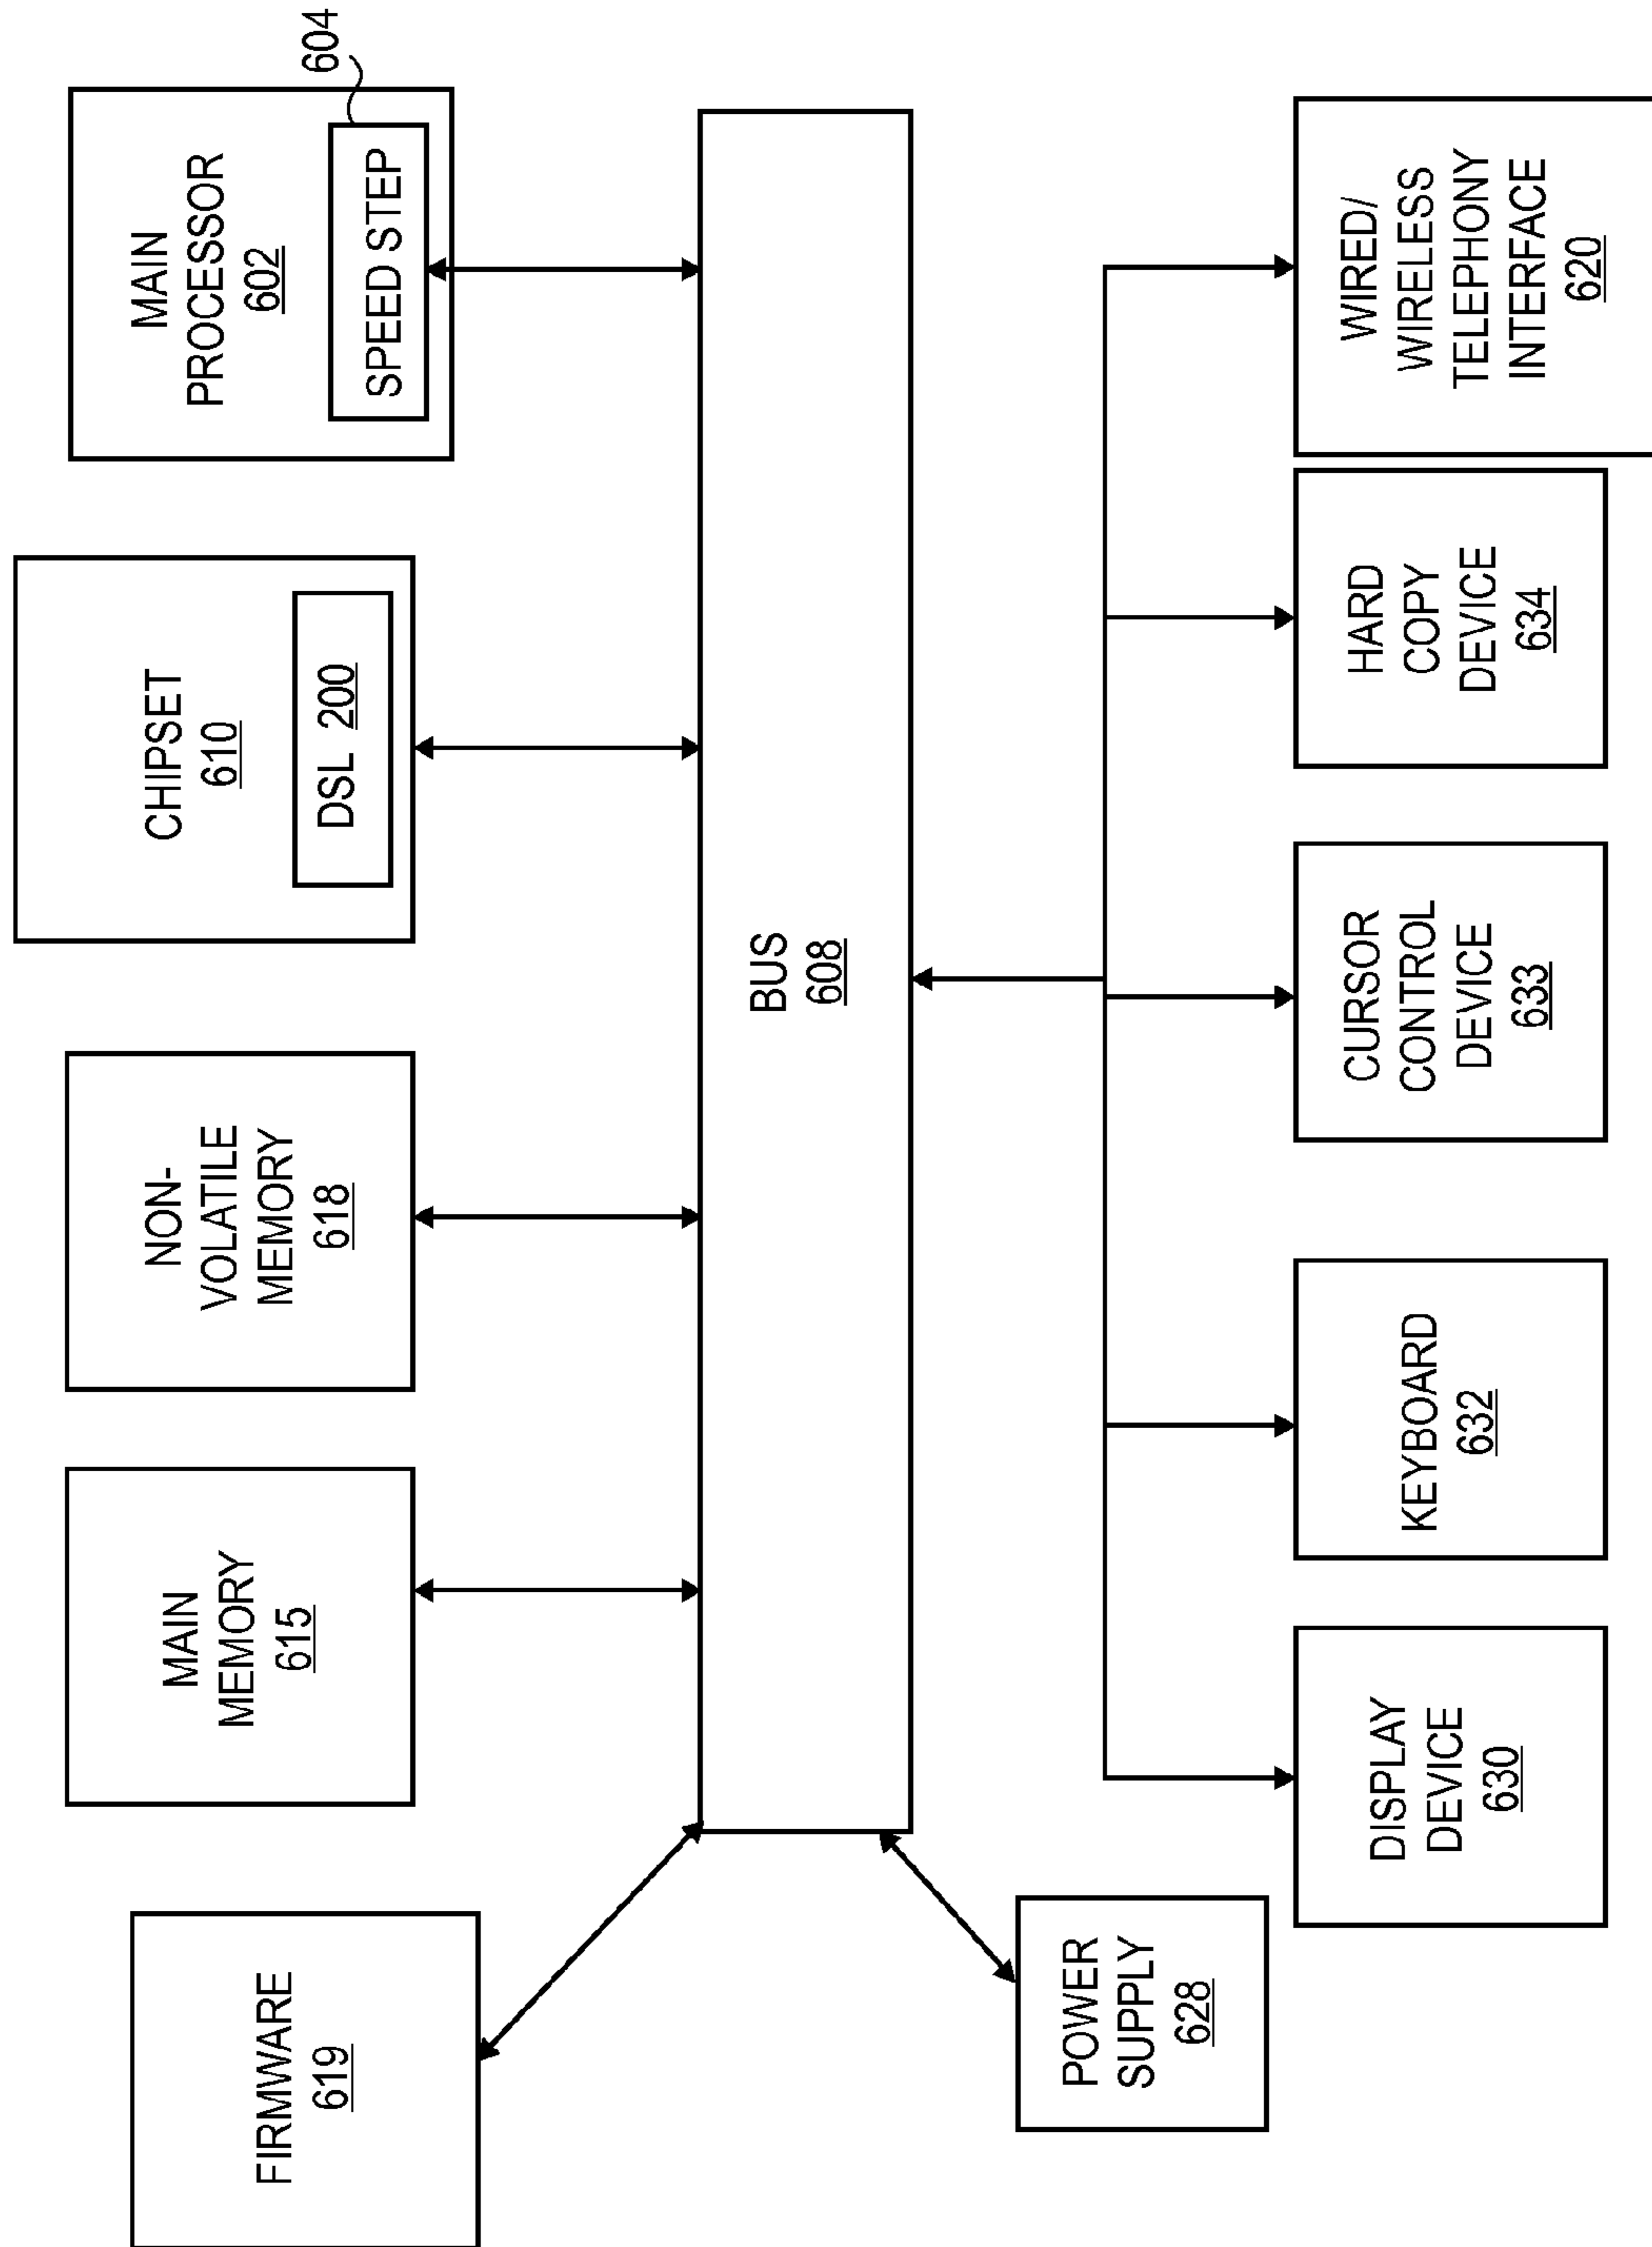 FIRMWARE
619
MAIN
MEMORY
615
NON-
VOLATILE
MEMORY
618
CHIPSET
610
DSL 200
MAIN
PROCESSOR
602
SPEED STEP
604
BUS
608
POWER
SUPPLY
628
DISPLAY
DEVICE
630
KEYBOARD
632
CURSOR
CONTROL
DEVICE
633
HARD
COPY
DEVICE
634
WIRED/
WIRELESS
TELEPHONY
INTERFACE
620